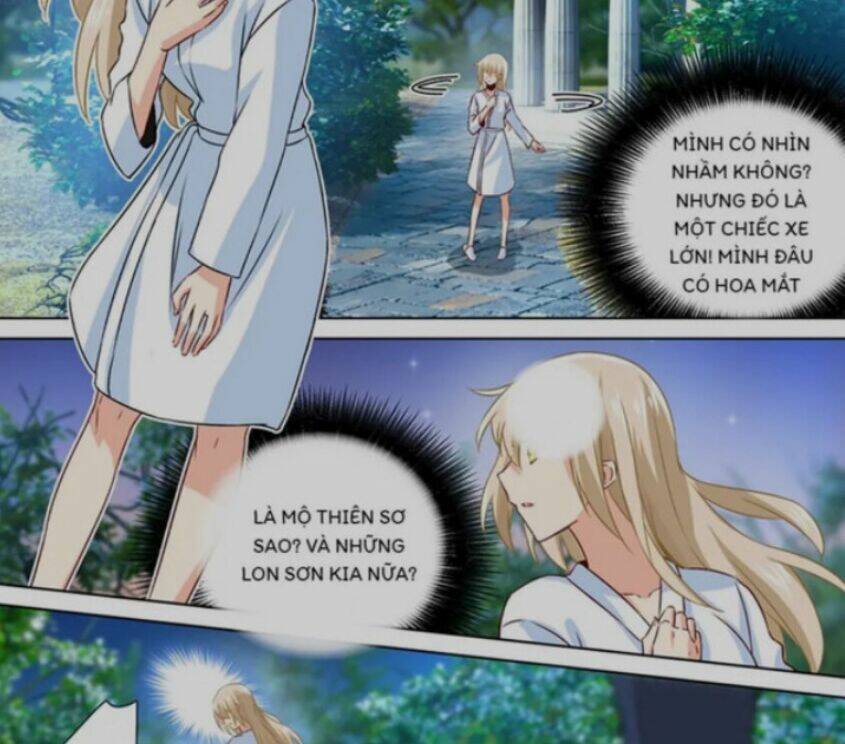 MÌNH CÓ NHÌN
NHẦM KHÔNG?
NHƯNG ĐÓ LÀ
MỘT CHIẾC XE
LỚN! MÌNH ĐÂU
CÓ HOA MẮT
LÀ MỘ THIÊN SƠ
SAO? VÀ NHỮNG
LON SƠN KIA NỮA?